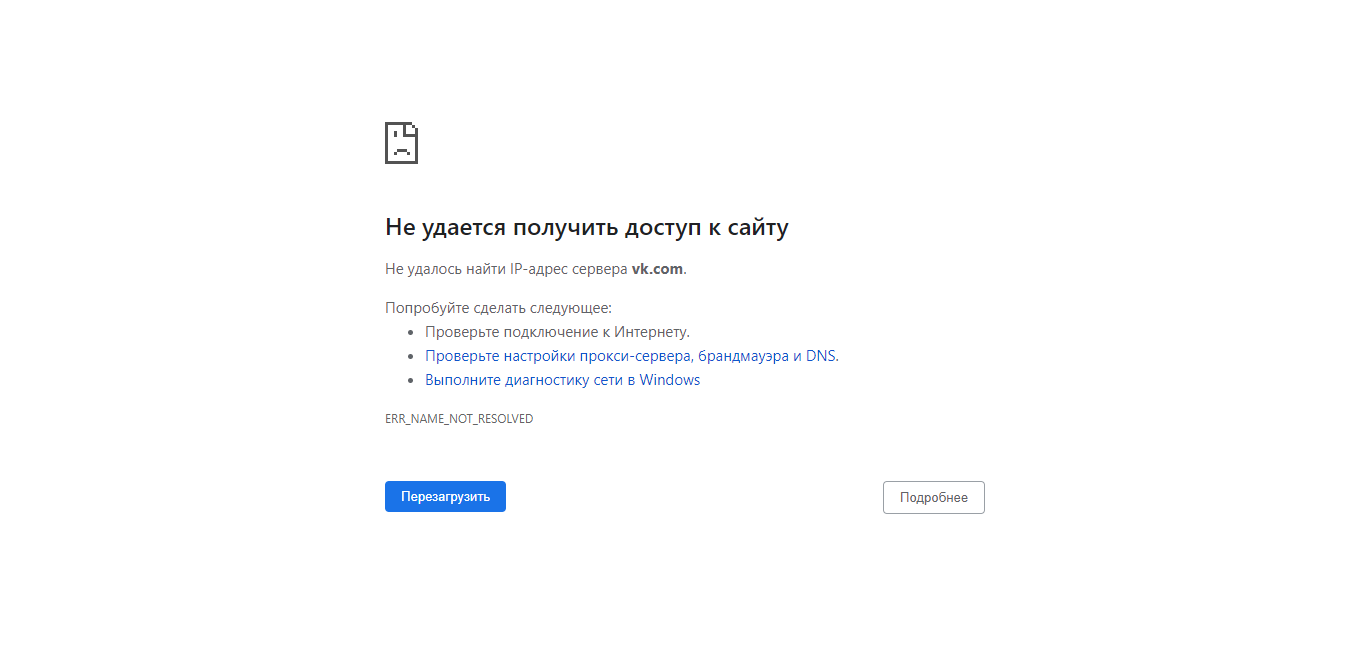 Не удается получить доступ к сайту
Не удалось найти IP-адрес сервера vk.com.
Попробуйте сделать следующее:
Проверьте подключение к Интернету.
Проверьте настройки прокси-сервера, брандмауэра и DNS.
Выполните диагностику сети в Windows
ERR_NAME_NOT_RESOLVED
Перезагрузить
Подробнее